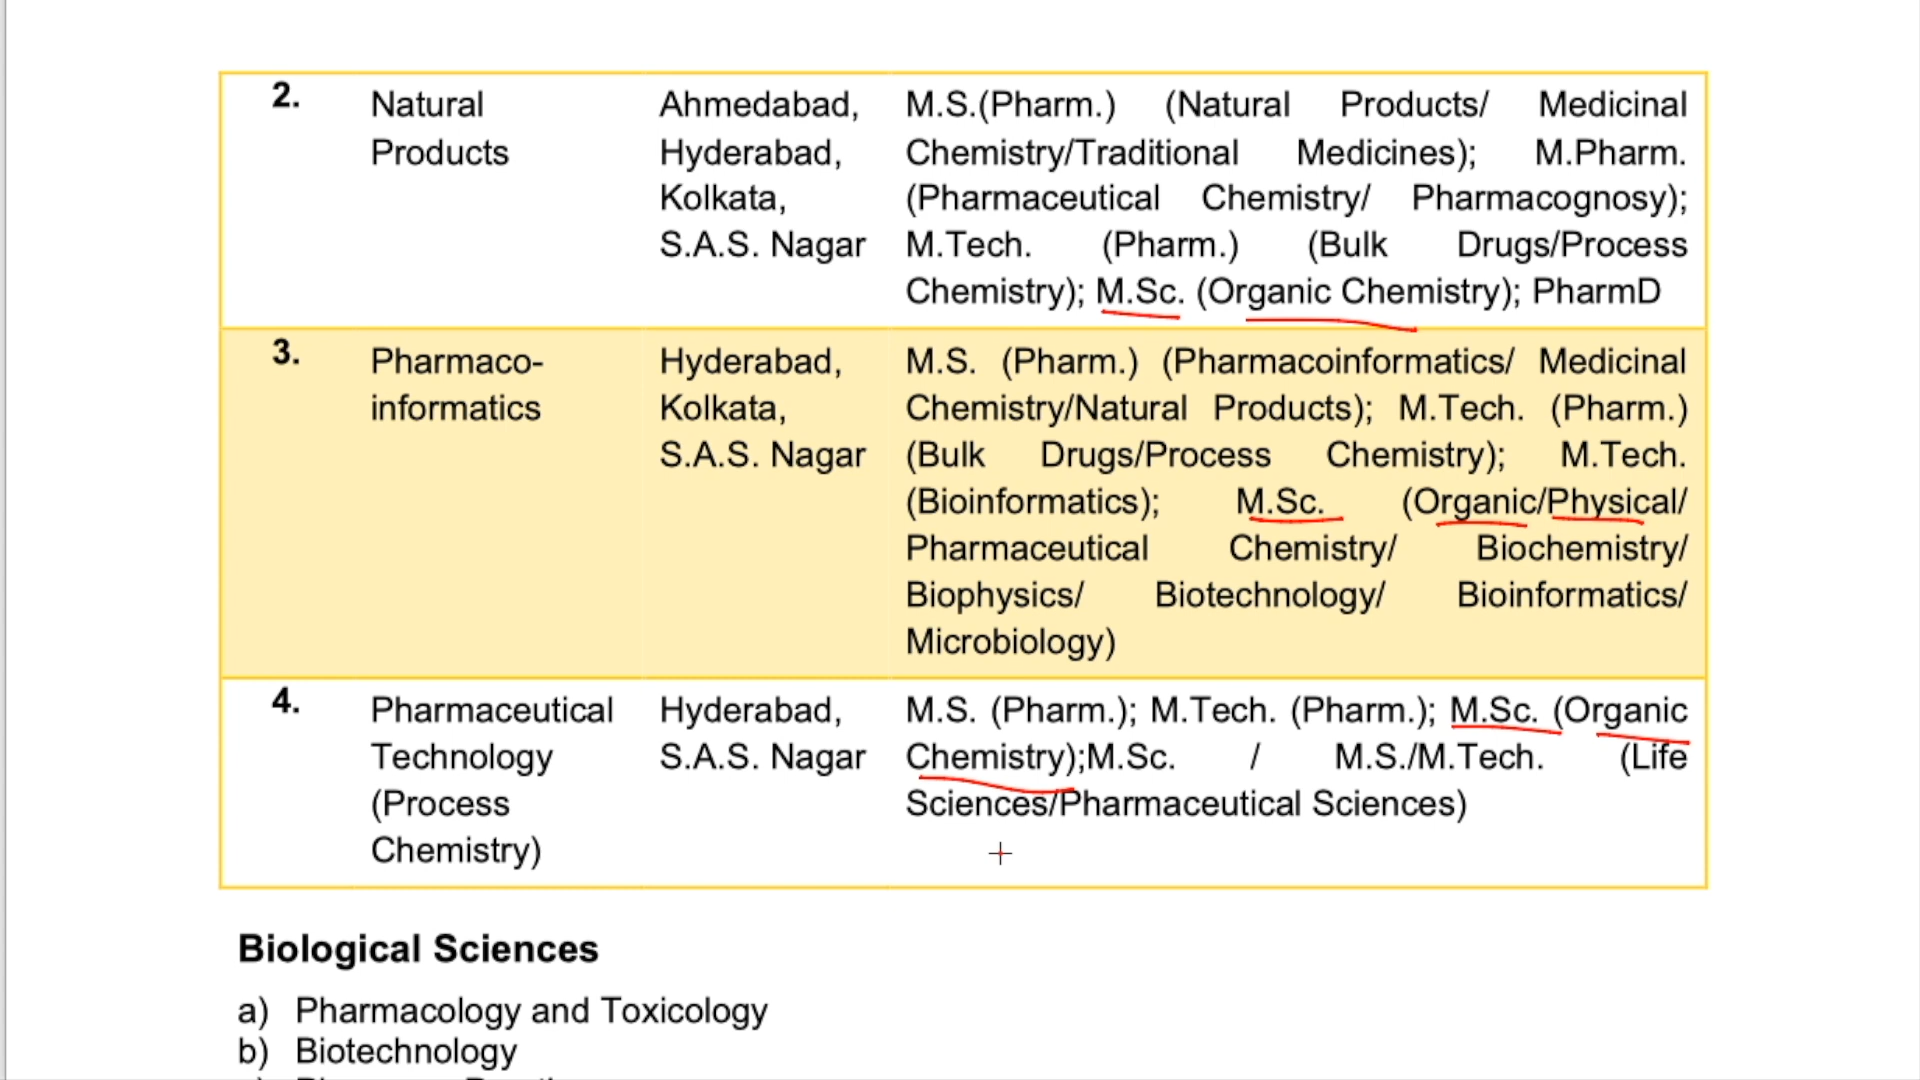 2.
Natural
Products
Ahmedabad,
Hyderabad,
Kolkata,
S.A.S. Nagar
M.S.(Pharm.) (Natural Products/ Medicinal
Chemistry/Traditional Medicines); M.Pharm.
(Pharmaceutical Chemistry/ Pharmacognosy);
M.Tech. (Pharm.) (Bulk Drugs/Process
Chemistry); M.Sc. (Organic Chemistry); PharmD
3.
Pharmaco-
informatics
Hyderabad,
Kolkata,
S.A.S. Nagar
M.S. (Pharm.) (Pharmacoinformatics/ Medicinal
Chemistry/Natural Products); M.Tech. (Pharm.)
(Bulk Drugs/Process Chemistry); M.Tech.
(Bioinformatics); M.Sc. (Organic/Physical/
Pharmaceutical Chemistry/ Biochemistry/
Biophysics/ Biotechnology/ Bioinformatics/
Microbiology)
4.
Pharmaceutical
Technology
(Process
Chemistry)
Hyderabad,
S.A.S. Nagar
M.S. (Pharm.); M.Tech. (Pharm.); M.Sc. (Organic
Chemistry);M.Sc. / M.S./M.Tech. (Life
Sciences/Pharmaceutical Sciences)
Biological Sciences
a) Pharmacology and Toxicology
b) Biotechnology